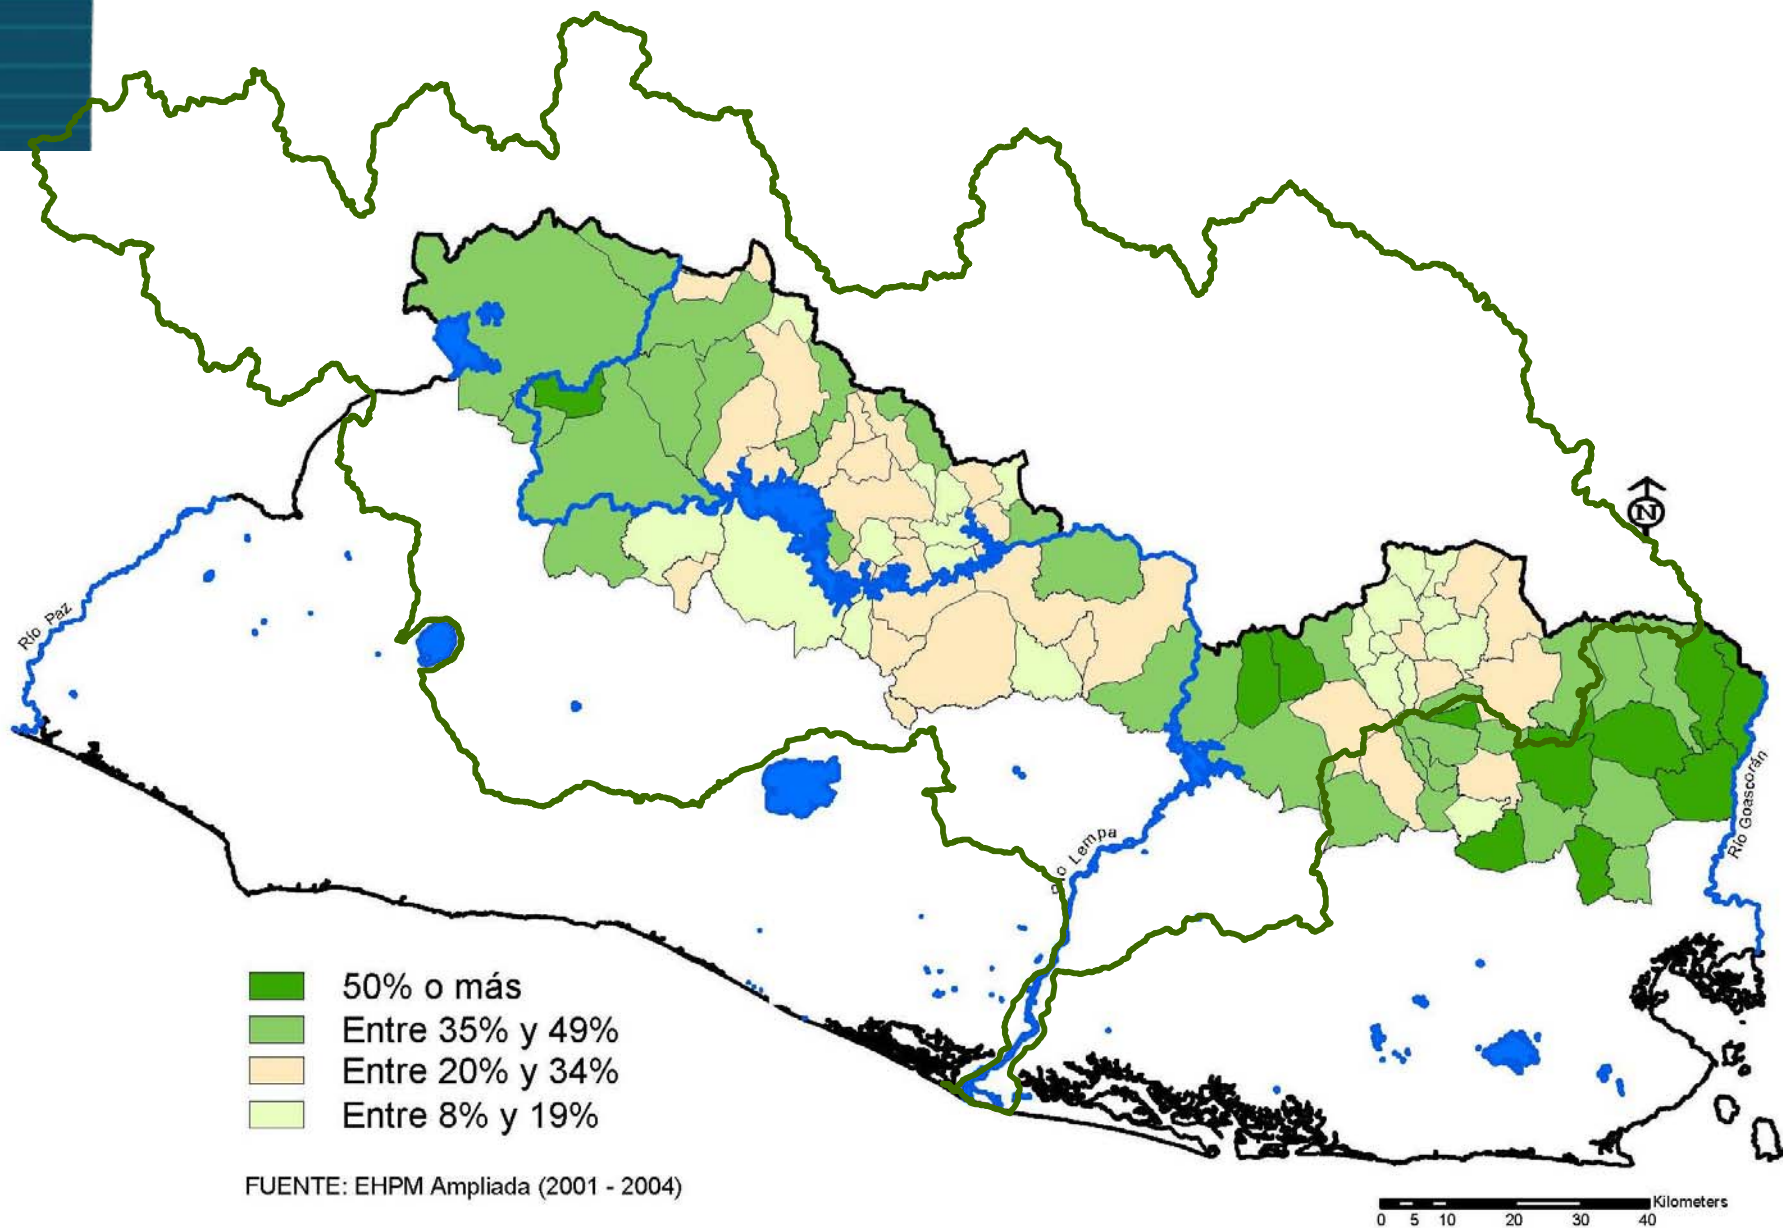 N
Río Paz
Río Goascorán
Río Lempa
50% o más
Entre 35% y 49%
Entre 20% y 34%
Entre 8% y 19%
FUENTE: EHPM Ampliada (2001 - 2004)
Kilometers
0 5 10 20 30 40